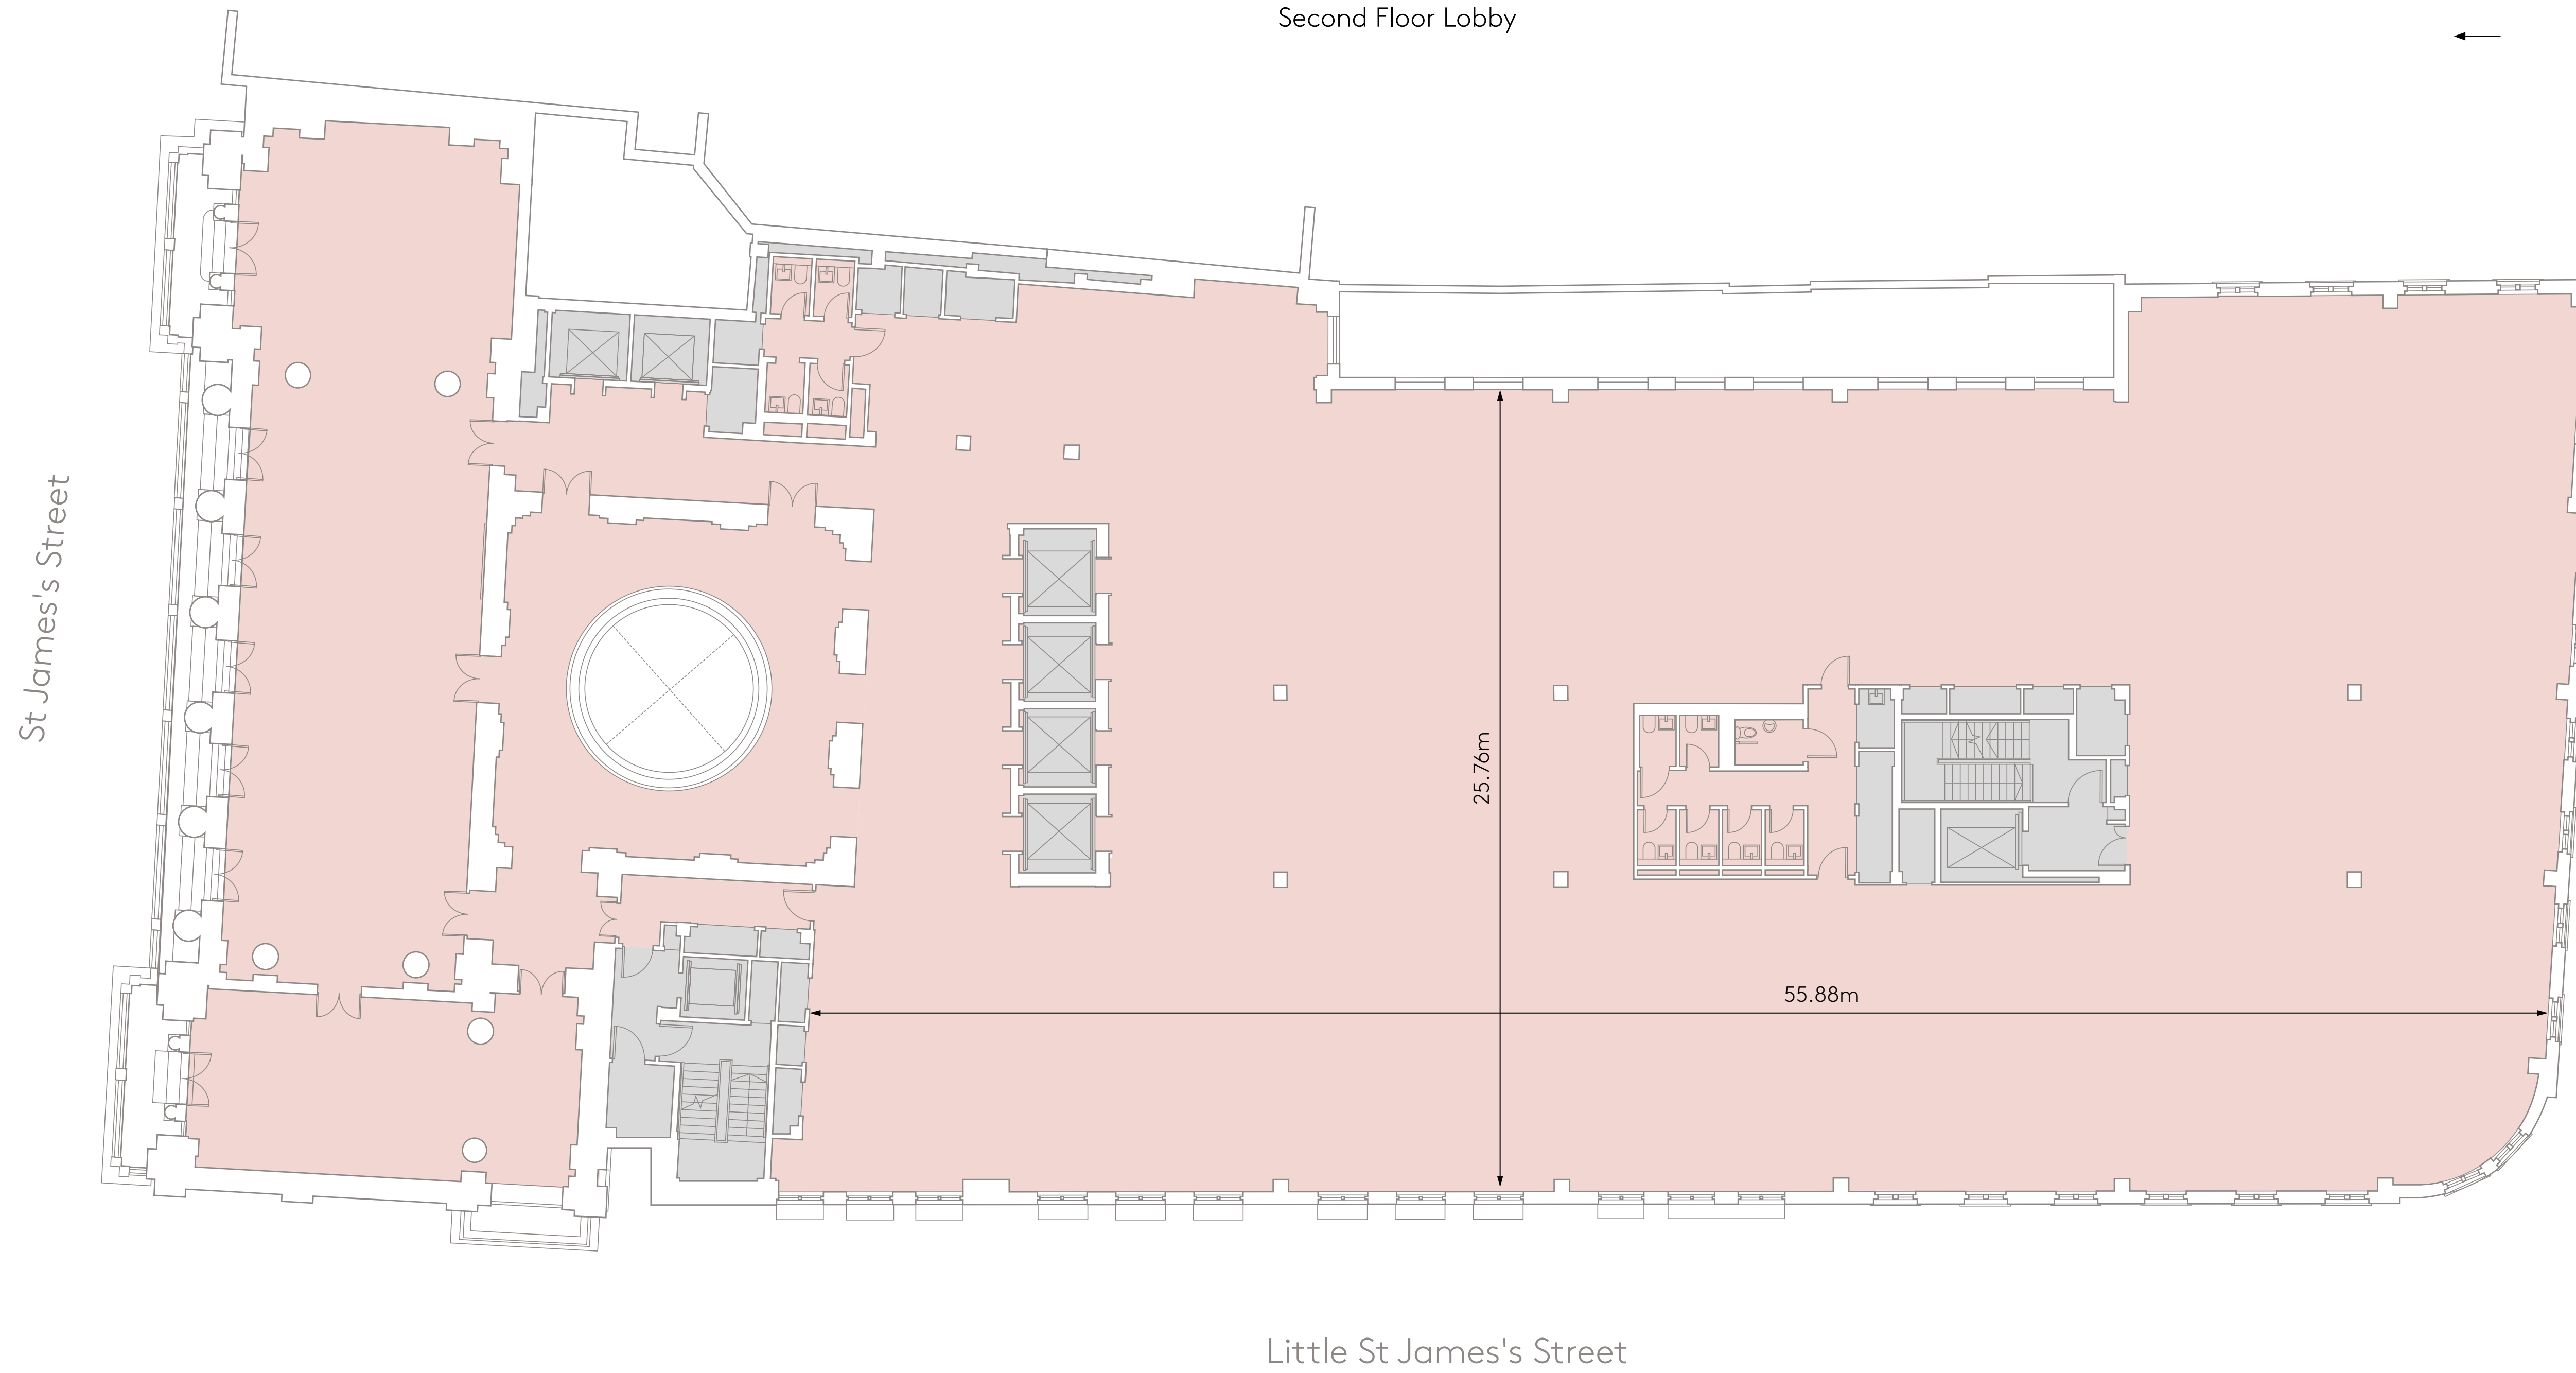 Second Floor Lobby
St James's Street
25.76m
55.88m
Little St James's Street